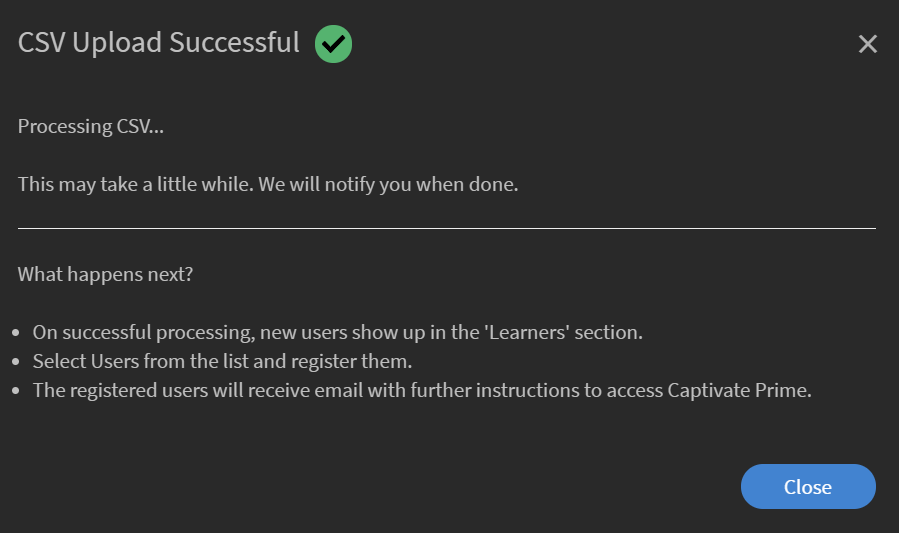 CSV Upload Successful
Processing CSV...
This may take a little while. We will notify you when done.
What happens next?
• On successful processing, new users show up in the 'Learners' section.
• Select Users from the list and register them.
• The registered users will receive email with further instructions to access Captivate Prime.
Close